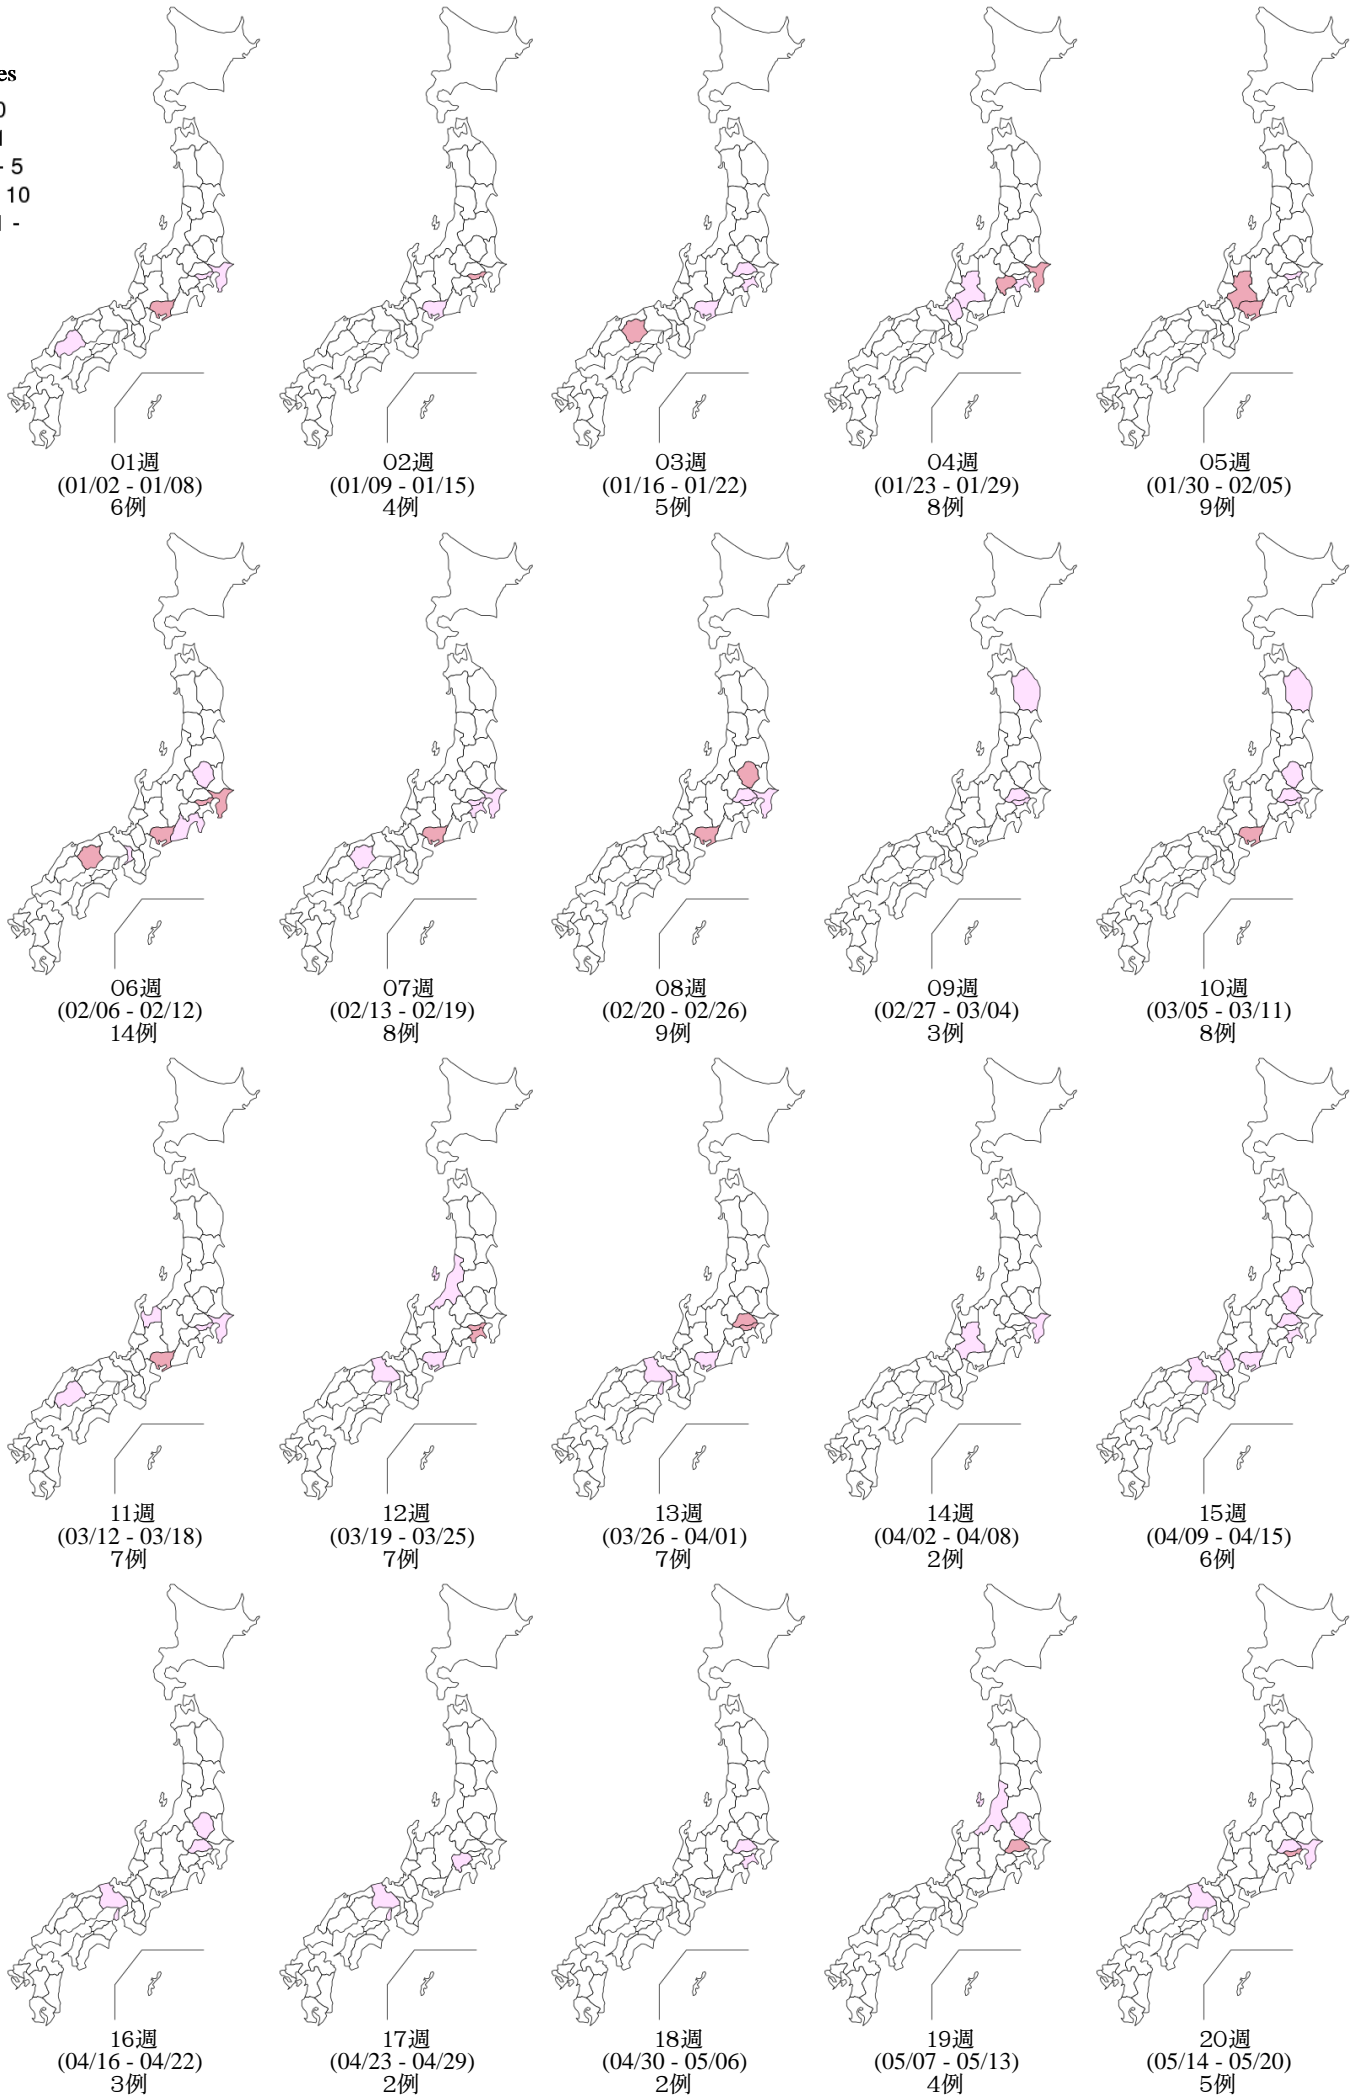 es
0
- 5
10
-
01週
(01/02 - 01/08)
6例
02週
(01/09 - 01/15)
4例
03週
(01/16 - 01/22)
5例
04週
(01/23 - 01/29)
8例
05週
(01/30 - 02/05)
9例
06週
(02/06 - 02/12)
14例
07週
(02/13 - 02/19)
8例
08週
(02/20 - 02/26)
9例
09週
(02/27 - 03/04)
3例
10週
(03/05 - 03/11)
8例
11週
(03/12 - 03/18)
7例
12週
(03/19 - 03/25)
7例
13週
(03/26 - 04/01)
7例
14週
(04/02 - 04/08)
2例
15週
(04/09 - 04/15)
6例
16週
(04/16 - 04/22)
3例
17週
(04/23 - 04/29)
2例
18週
(04/30 - 05/06)
2例
19週
(05/07 - 05/13)
4例
20週
(05/14 - 05/20)
5例